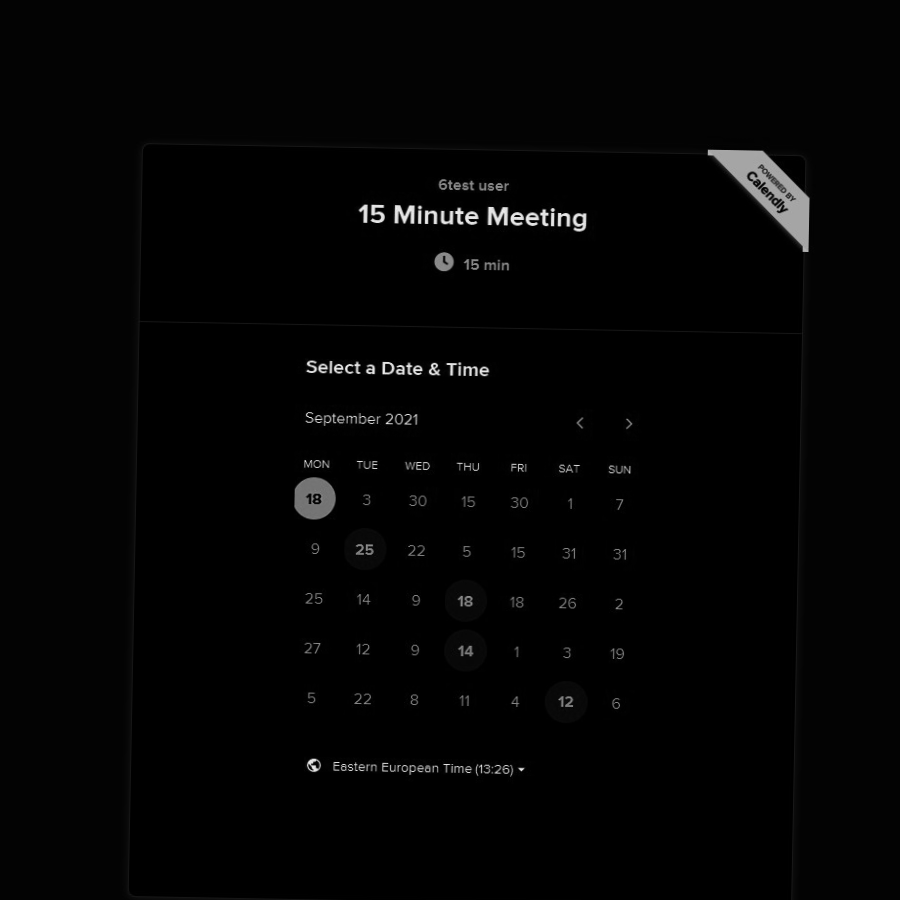 POWERED BY
Calendly
6test user
15 Minute Meeting
15 min
Select a Date & Time
September 2021
MON TUE WED THU FRI SAT SUN
18 3 30 15 30 1 7
9 25 22 5 15 31 31
25 14 9 18 18 26 2
27 12 9 14 1 3 19
5 22 8 11 4 12 6
Eastern European Time (13:26)